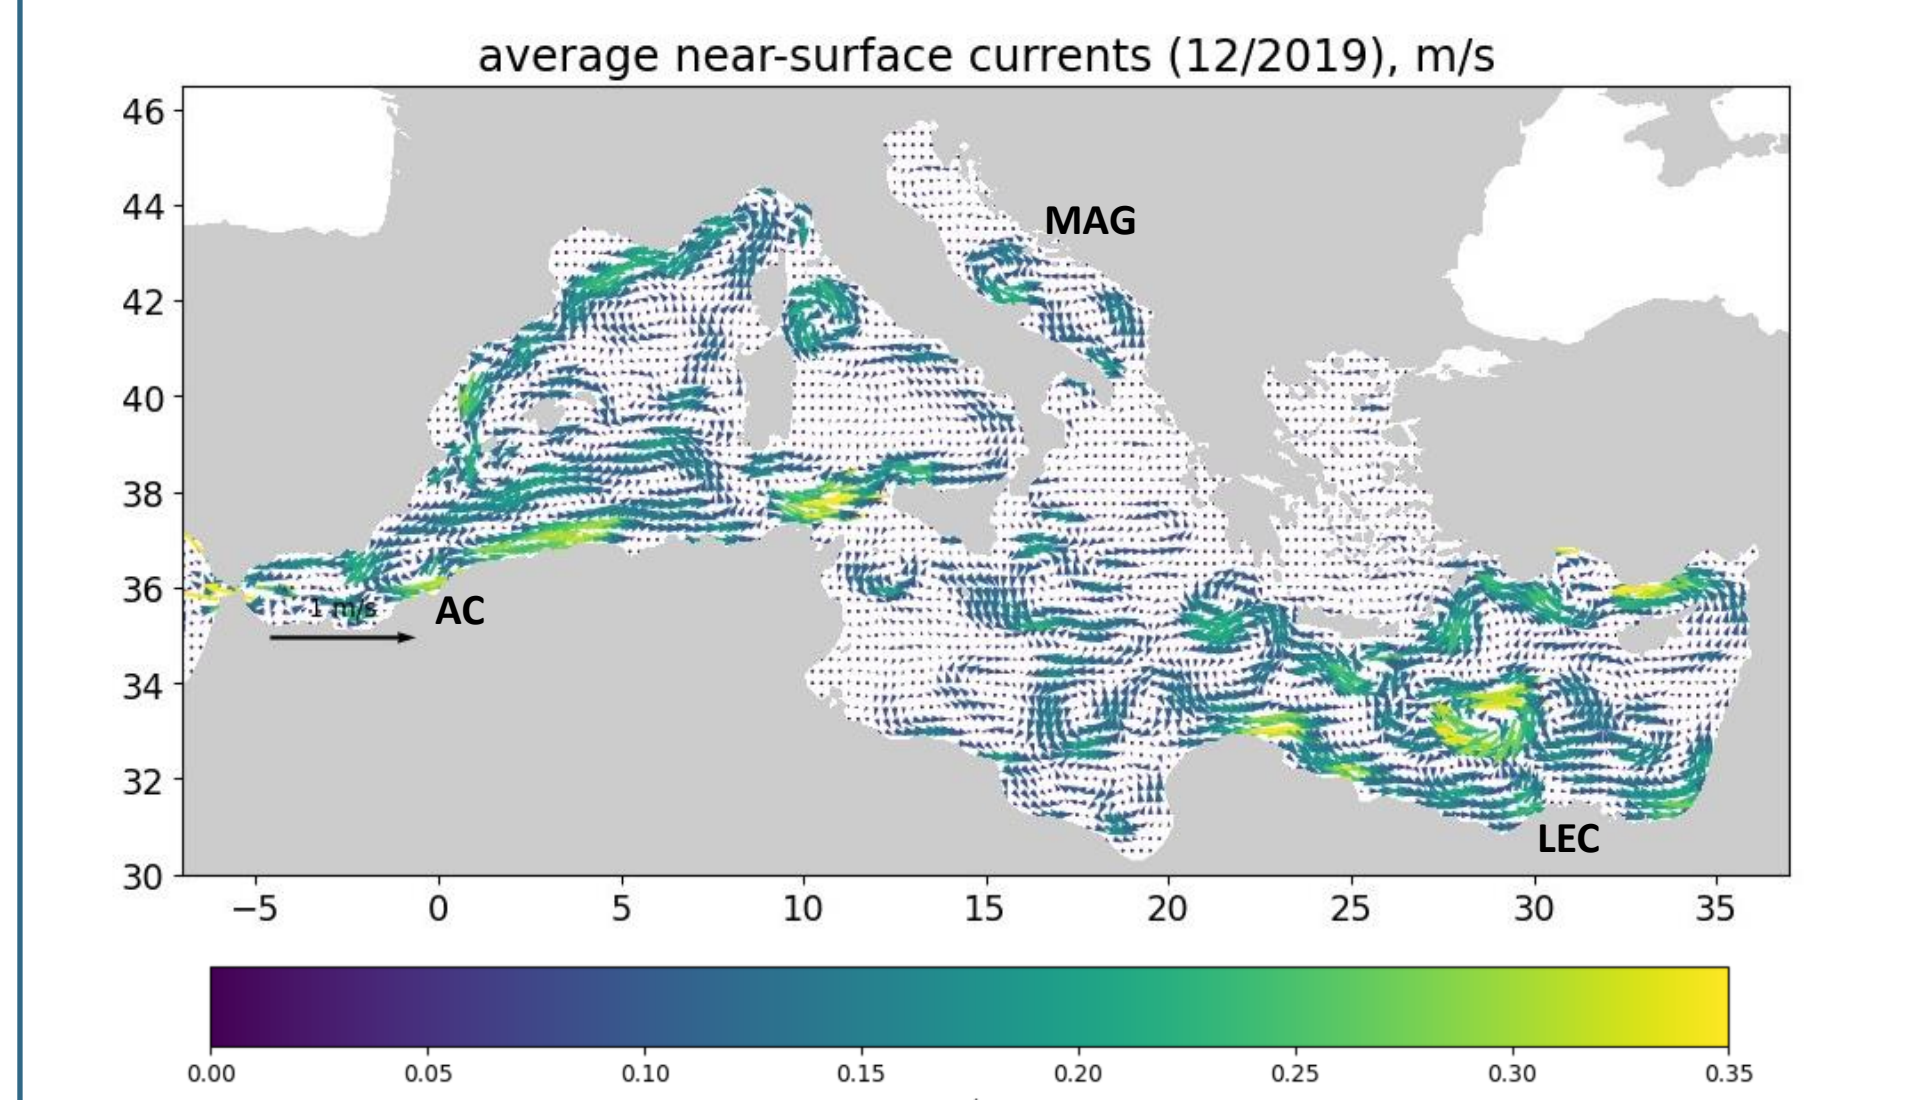 average near-surface currents (12/2019), m/s
46
44
MAG
42
40
38
36
1 m/s
AC
34
32
LEC
30
−5 0 5 10 15 20 25 30 35
0.00 0.05 0.10 0.15 0.20 0.25 0.30 0.35